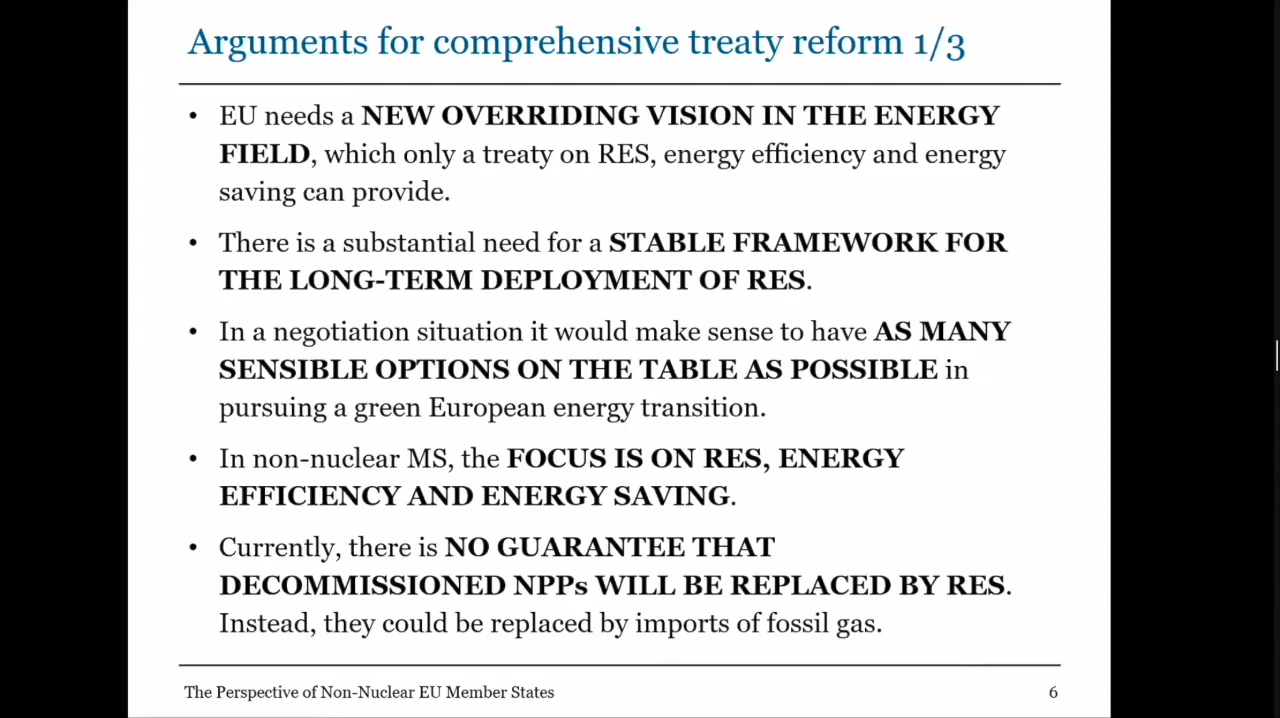 Arguments for comprehensive treaty reform 1/3
• EU needs a NEW OVERRIDING VISION IN THE ENERGY
FIELD, which only a treaty on RES, energy efficiency and energy
saving can provide.
• There is a substantial need for a STABLE FRAMEWORK FOR
THE LONG-TERM DEPLOYMENT OF RES.
• In a negotiation situation it would make sense to have AS MANY
SENSIBLE OPTIONS ON THE TABLE AS POSSIBLE in
pursuing a green European energy transition.
• In non-nuclear MS, the FOCUS IS ON RES, ENERGY
EFFICIENCY AND ENERGY SAVING.
• Currently, there is NO GUARANTEE THAT
DECOMMISSIONED NPPs WILL BE REPLACED BY RES.
Instead, they could be replaced by imports of fossil gas.
The Perspective of Non-Nuclear EU Member States
6